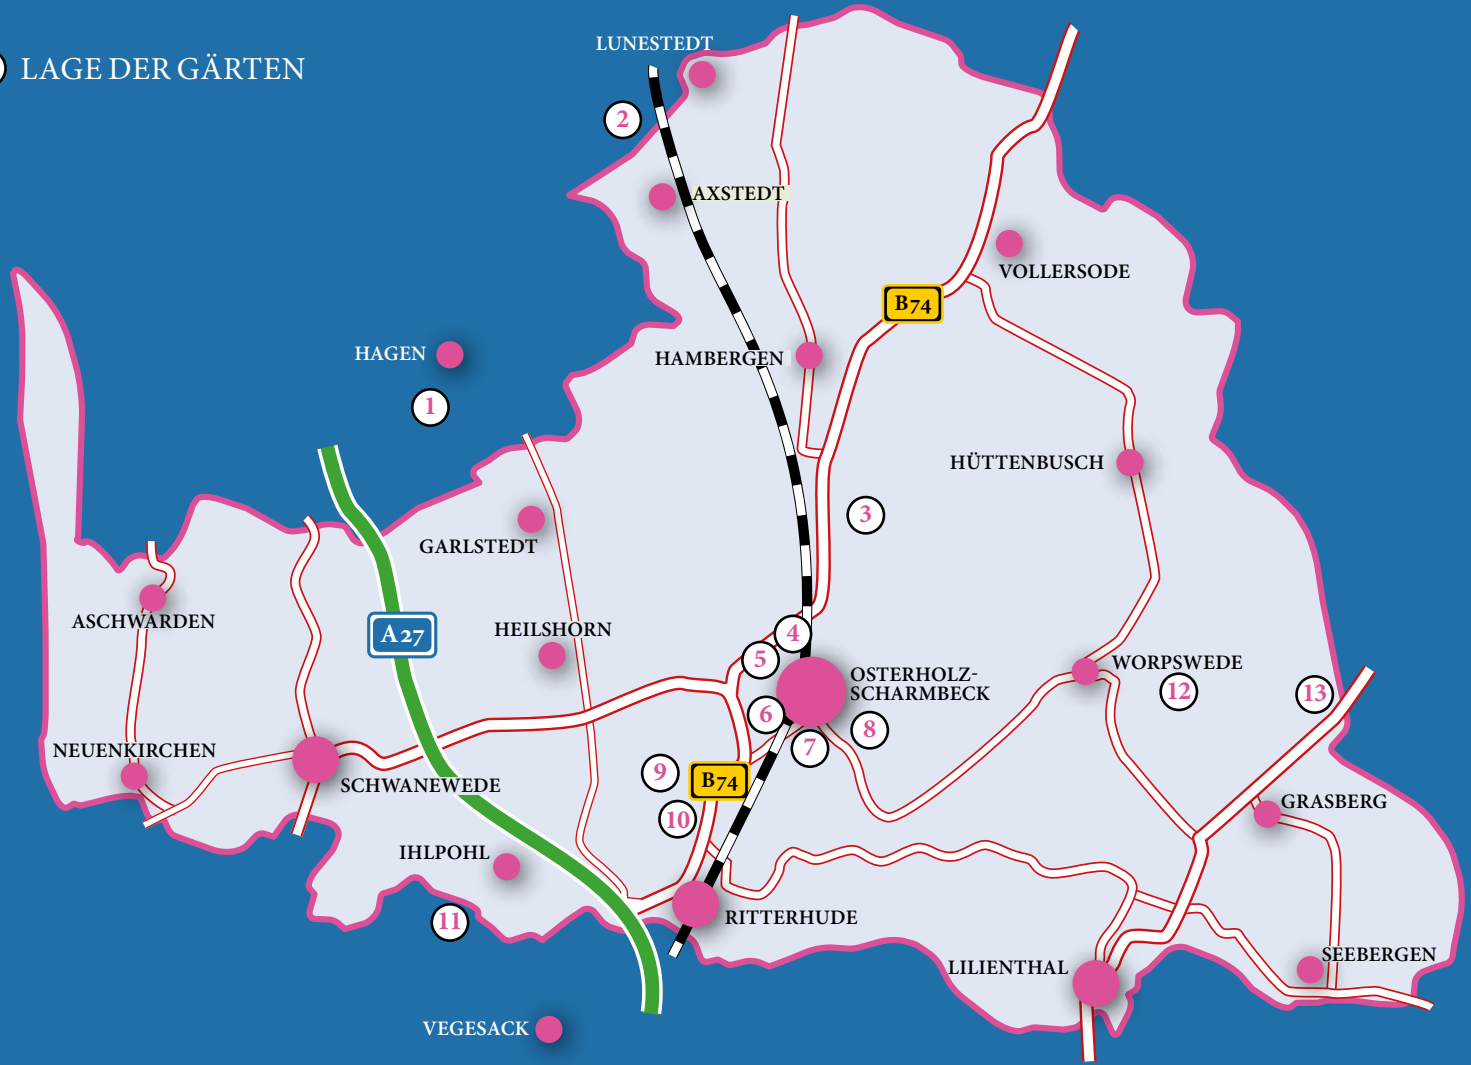 LUNESTEDT
LAGE DER GÄRTEN
2
AXSTEDT
VOLLERSODE
B74
HAGEN
HAMBERGEN
1
HÜTTENBUSCH
3
GARLSTEDT
ASCHWARDEN
A27
HEILSHORN
4
5
OSTERHOLZ-
SCHARMBECK
WORPSWEDE
12
13
6
8
7
NEUENKIRCHEN
SCHWANEWEDE
9
B74
GRASBERG
10
IHLPOHL
11
RITTERHUDE
LILIENTHAL
SEEBERGEN
VEGESACK